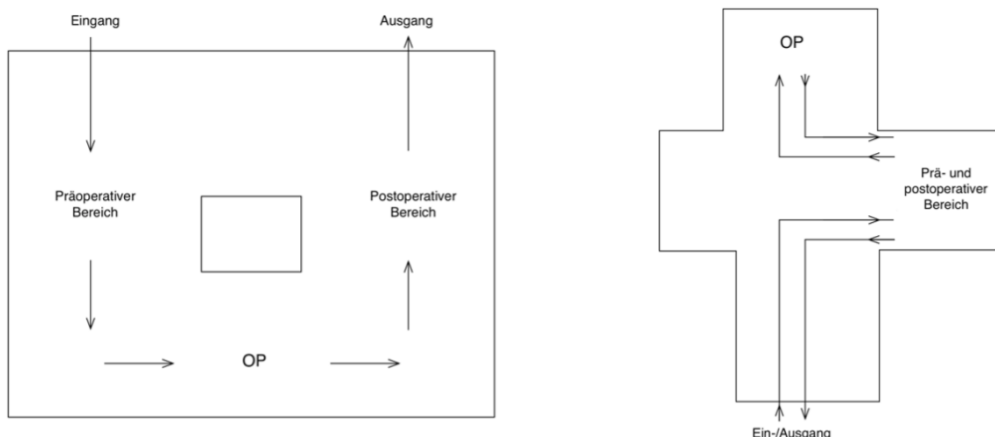 Eingang
Ausgang
Präoperativer
Bereich
Postoperativer
Bereich
OP
OP
Prä- und
postoperativer
Bereich
Ein-/Ausgang